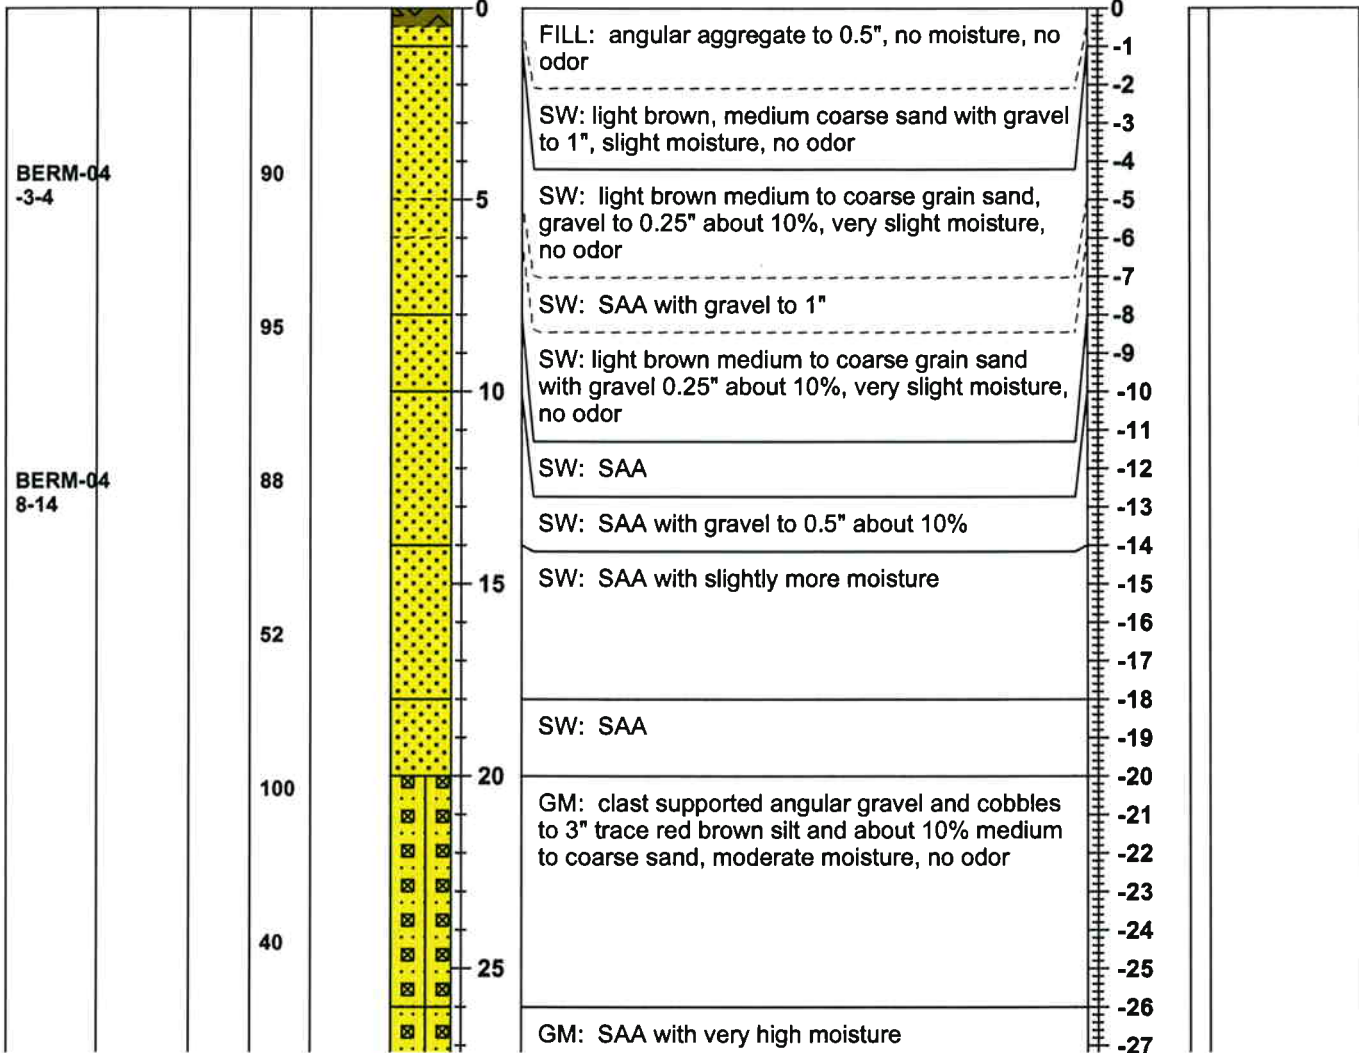 0
0
FILL: angular aggregate to 0.5", no moisture, no
odor
-1
-2
SW: light brown, medium coarse sand with gravel
to 1", slight moisture, no odor
-3
-4
BERM-04
-3-4
90
5
SW: light brown medium to coarse grain sand,
gravel to 0.25" about 10%, very slight moisture,
no odor
-5
-6
-7
SW: SAA with gravel to 1"
-8
95
SW: light brown medium to coarse grain sand
with gravel 0.25" about 10%, very slight moisture,
no odor
-9
10
-10
-11
BERM-04
8-14
88
SW: SAA
-12
-13
SW: SAA with gravel to 0.5" about 10%
-14
15
SW: SAA with slightly more moisture
-15
52
-16
-17
-18
SW: SAA
-19
20
-20
100
GM: clast supported angular gravel and cobbles
to 3" trace red brown silt and about 10% medium
to coarse sand, moderate moisture, no odor
-21
-22
-23
40
-24
25
-25
-26
GM: SAA with very high moisture
-27